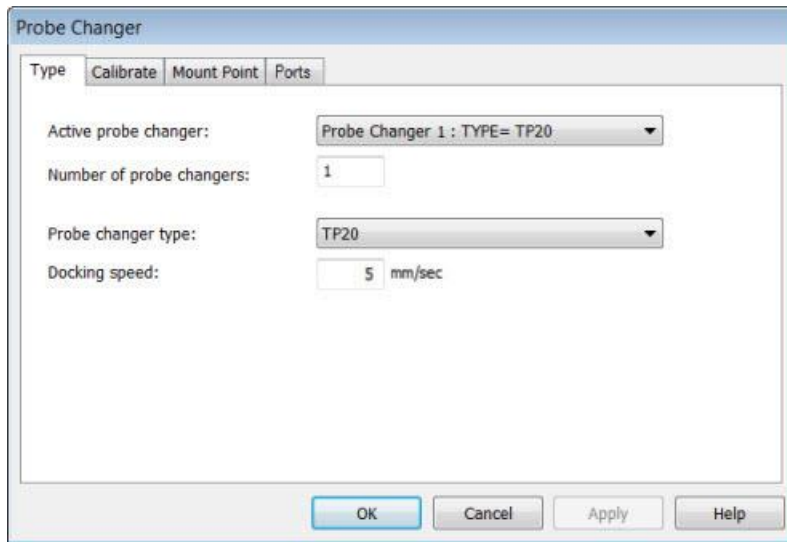 Probe Changer
Type Calibrate Mount Point Ports
Active probe changer: Probe Changer 1 : TYPE= TP20
Number of probe changers: 1
Probe changer type: TP20
Docking speed: 5 mm/sec
OK Cancel Apply Help